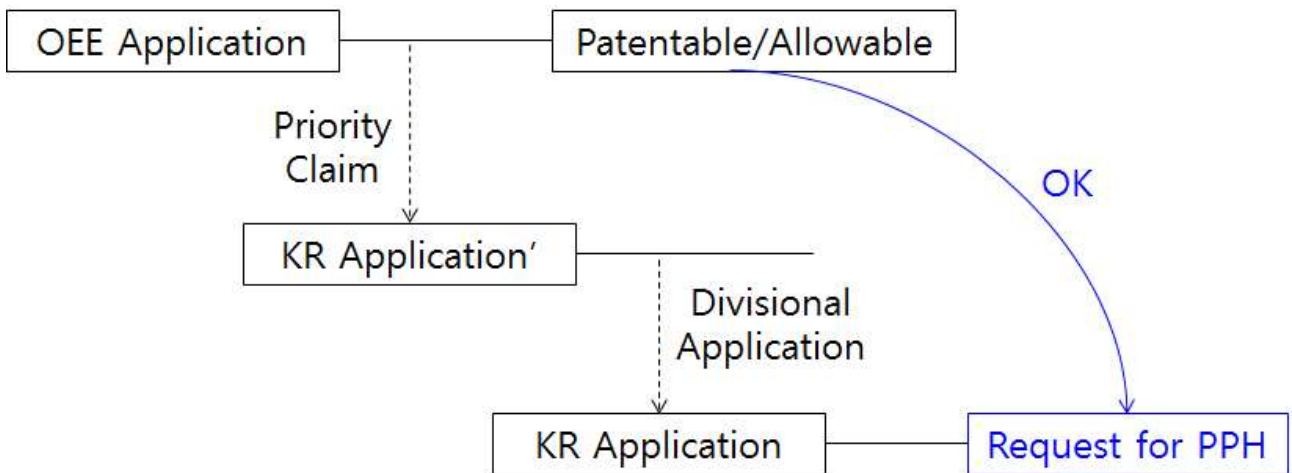 OEE Application
Patentable/Allowable
Priority
Claim
OK
KR Application′
Divisional
Application
KR Application
Request for PPH